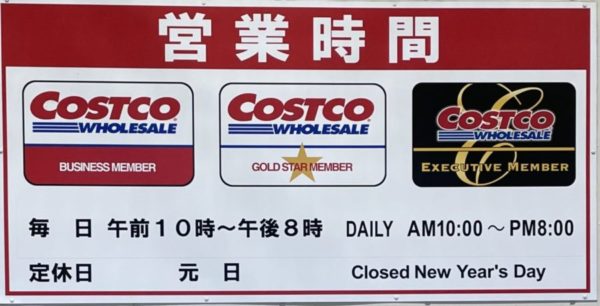 営業時間
COSTCO WHOLESALE BUSINESS MEMBER
COSTCO WHOLESALE GOLD STAR MEMBER
COSTCO WHOLESALE EXECUTIVE MEMBER
毎 日 午前10時～午後8時 DAILY AM10:00～PM8:00
定休日 元 日 Closed New Year's Day